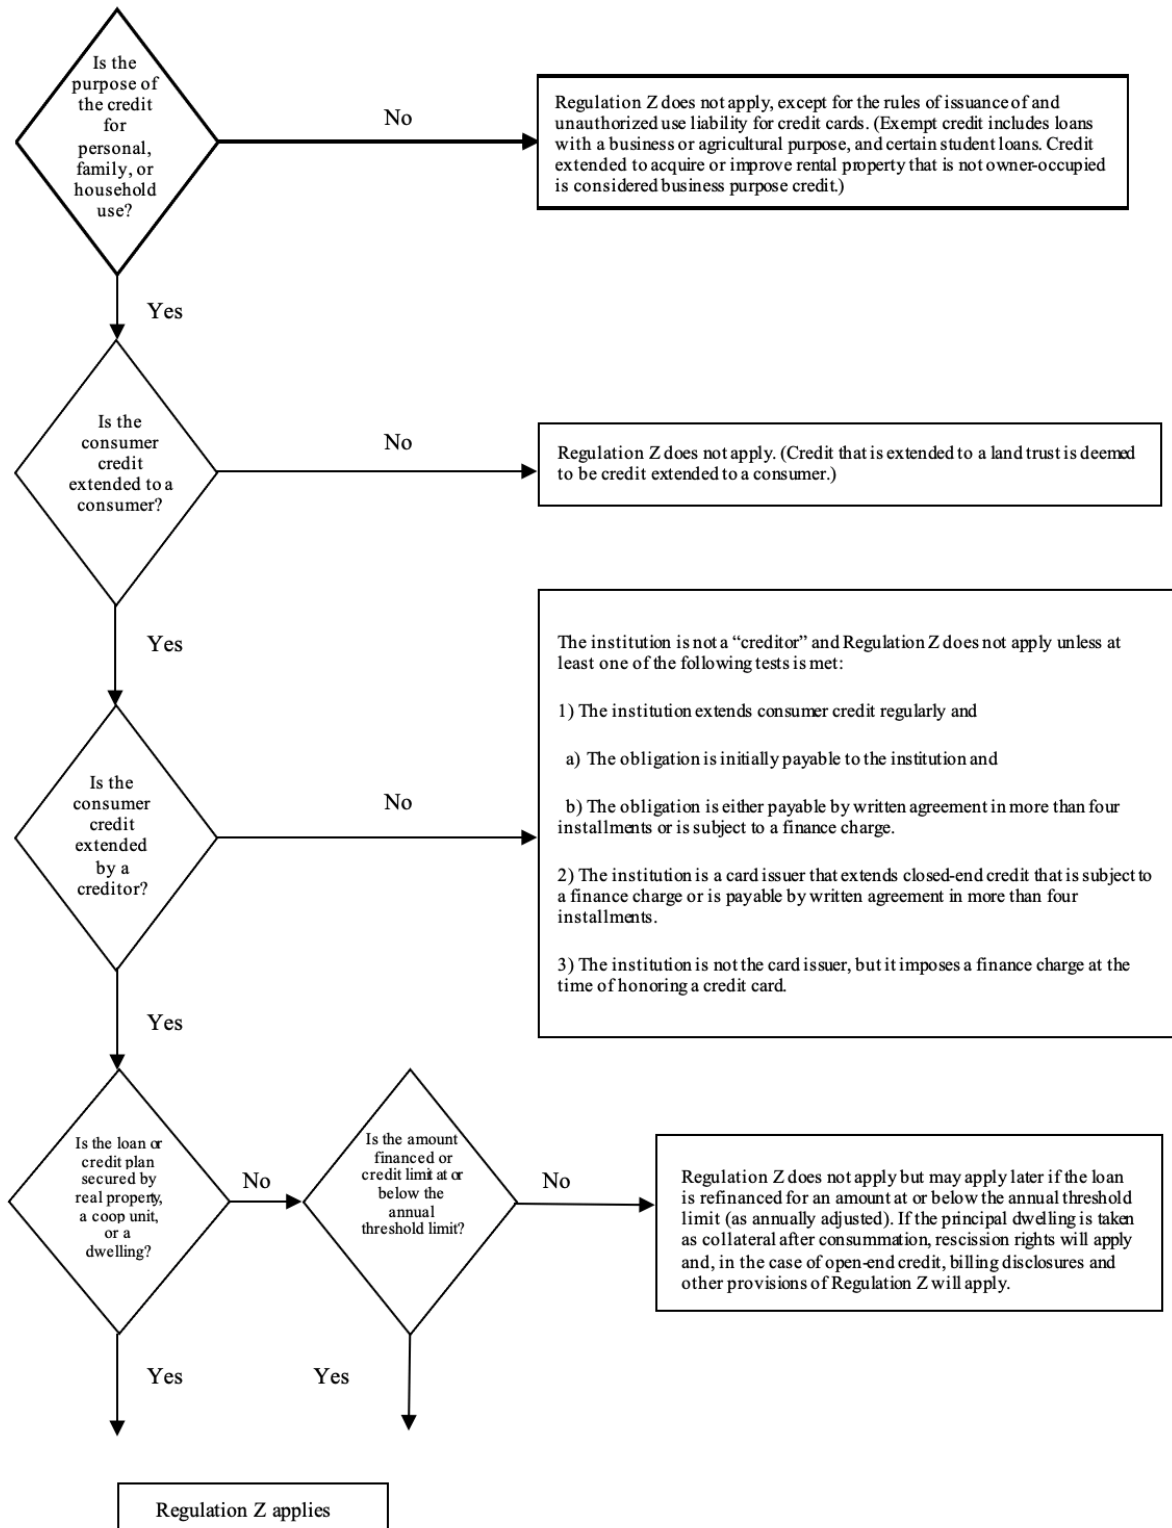 Is the
purpose of
the credit
for
personal,
family, or
household
use?
No
Regulation Z does not apply, except for the rules of issuance of and
unauthorized use liability for credit cards. (Exempt credit includes loans
with a business or agricultural purpose, and certain student loans. Credit
extended to acquire or improve rental property that is not owner-occupied
is considered business purpose credit.)
Yes
Is the
consumer
credit
extended to a
consumer?
No
Regulation Z does not apply. (Credit that is extended to a land trust is deemed
to be credit extended to a consumer.)
Yes
Is the
consumer
credit
extended
by a
creditor?
No
The institution is not a “creditor” and Regulation Z does not apply unless at
least one of the following tests is met:
1) The institution extends consumer credit regularly and
a) The obligation is initially payable to the institution and
b) The obligation is either payable by written agreement in more than four
installments or is subject to a finance charge.
2) The institution is a card issuer that extends closed-end credit that is subject to
a finance charge or is payable by written agreement in more than four
installments.
3) The institution is not the card issuer, but it imposes a finance charge at the
time of honoring a credit card.
Yes
Is the loan or
credit plan
secured by
real property,
a coop unit,
or a
dwelling?
No
Is the amount
financed or
credit limit at or
below the
annual
threshold limit?
No
Regulation Z does not apply but may apply later if the loan
is refinanced for an amount at or below the annual threshold
limit (as annually adjusted). If the principal dwelling is taken
as collateral after consummation, rescission rights will apply
and, in the case of open-end credit, billing disclosures and
other provisions of Regulation Z will apply.
Yes
Yes
Regulation Z applies